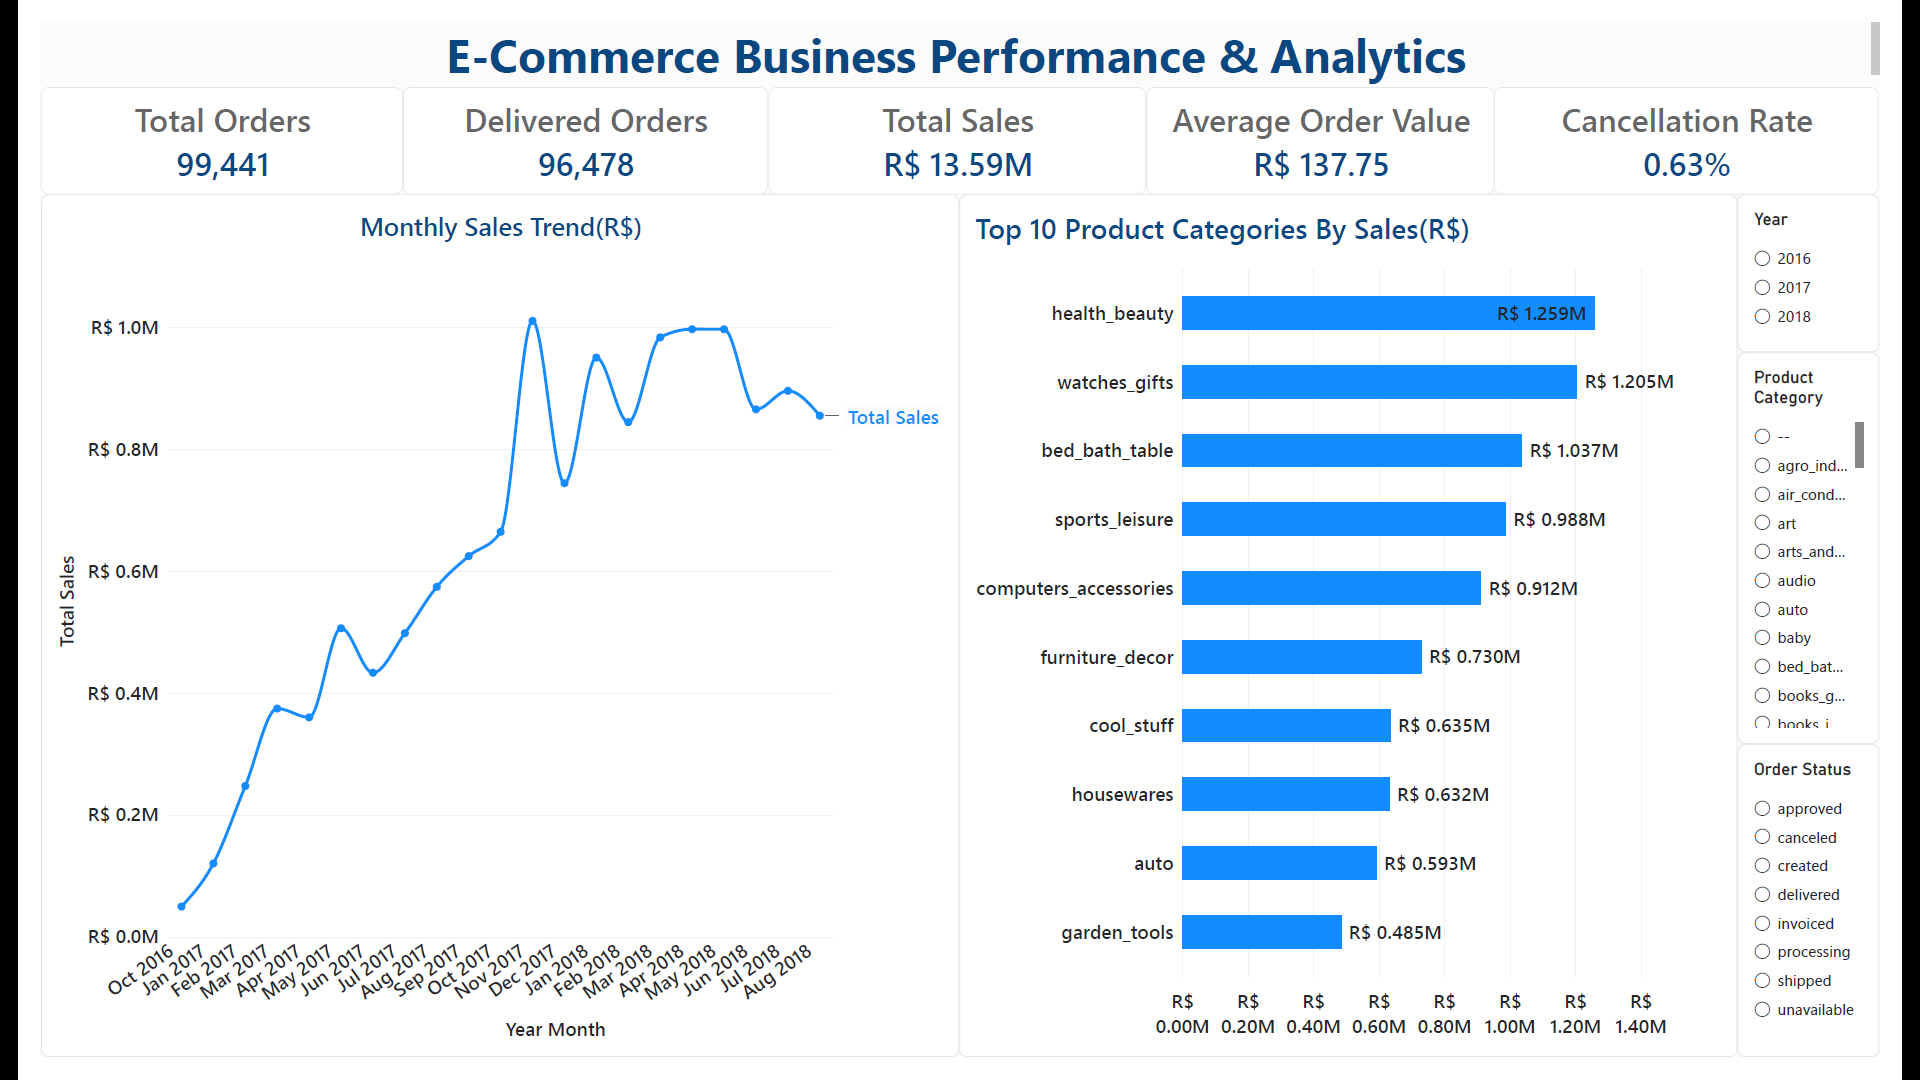 E-Commerce Business Performance & Analytics
Total Orders
99,441
Delivered Orders
96,478
Total Sales
R$ 13.59M
Average Order Value
R$ 137.75
Cancellation Rate
0.63%
Monthly Sales Trend(R$)
Total Sales
R$ 1.0M
R$ 0.8M
R$ 0.6M
R$ 0.4M
R$ 0.2M
R$ 0.0M
Total Sales
Oct 2016
Jan 2017
Feb 2017
Mar 2017
Apr 2017
May 2017
Jun 2017
Jul 2017
Aug 2017
Sep 2017
Oct 2017
Nov 2017
Dec 2017
Jan 2018
Feb 2018
Mar 2018
Apr 2018
May 2018
Jun 2018
Jul 2018
Aug 2018
Year Month
Top 10 Product Categories By Sales(R$)
health_beauty R$ 1.259M
watches_gifts R$ 1.205M
bed_bath_table R$ 1.037M
sports_leisure R$ 0.988M
computers_accessories R$ 0.912M
furniture_decor R$ 0.730M
cool_stuff R$ 0.635M
housewares R$ 0.632M
auto R$ 0.593M
garden_tools R$ 0.485M
R$ R$ R$ R$ R$ R$ R$ R$
0.00M 0.20M 0.40M 0.60M 0.80M 1.00M 1.20M 1.40M
Year
2016
2017
2018
Product
Category
--
agro_ind...
air_cond...
art
arts_and...
audio
auto
baby
bed_bat...
books_g...
books_i
Order Status
approved
canceled
created
delivered
invoiced
processing
shipped
unavailable